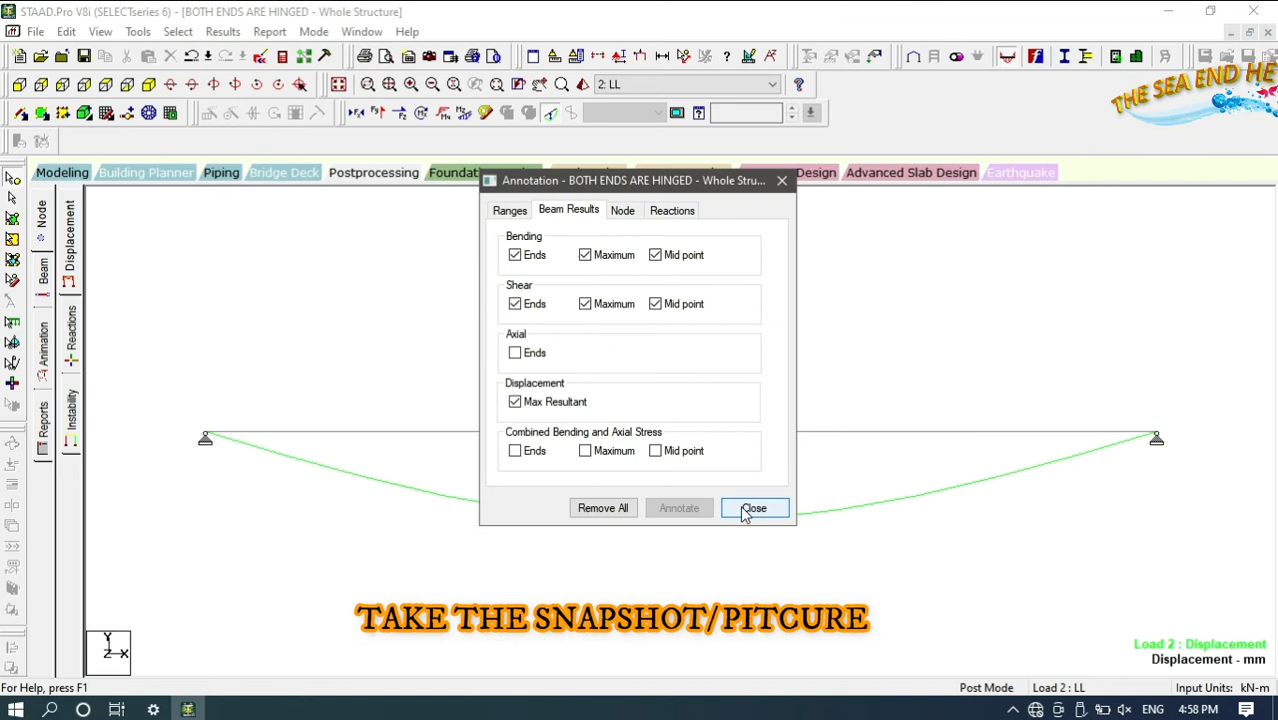 STAAD.Pro V8i (SELECTseries 6) - [BOTH ENDS ARE HINGED - Whole Structure]
File Edit View Tools Select Results Report Mode Window Help
2: LL
THE SEA END HE
Modeling Building Planner Piping Bridge Deck Postprocessing Design Advanced Slab Design Earthquake
Annotation - BOTH ENDS ARE HINGED - Whole Stru...
Ranges Beam Results Node Reactions
Bending
Ends Maximum Mid point
Shear
Ends Maximum Mid point
Axial
Ends
Displacement
Max Resultant
Combined Bending and Axial Stress
Ends Maximum Mid point
Remove All Annotate Close
Node
Beam
Animation
Reports
Displacement
Reactions
Instability
TAKE THE SNAPSHOT/PITCURE
Y
Z X
Load 2 : Displacement
Displacement - mm
For Help, press F1 Post Mode Load 2 : LL Input Units: kN-m
ENG 4:58 PM